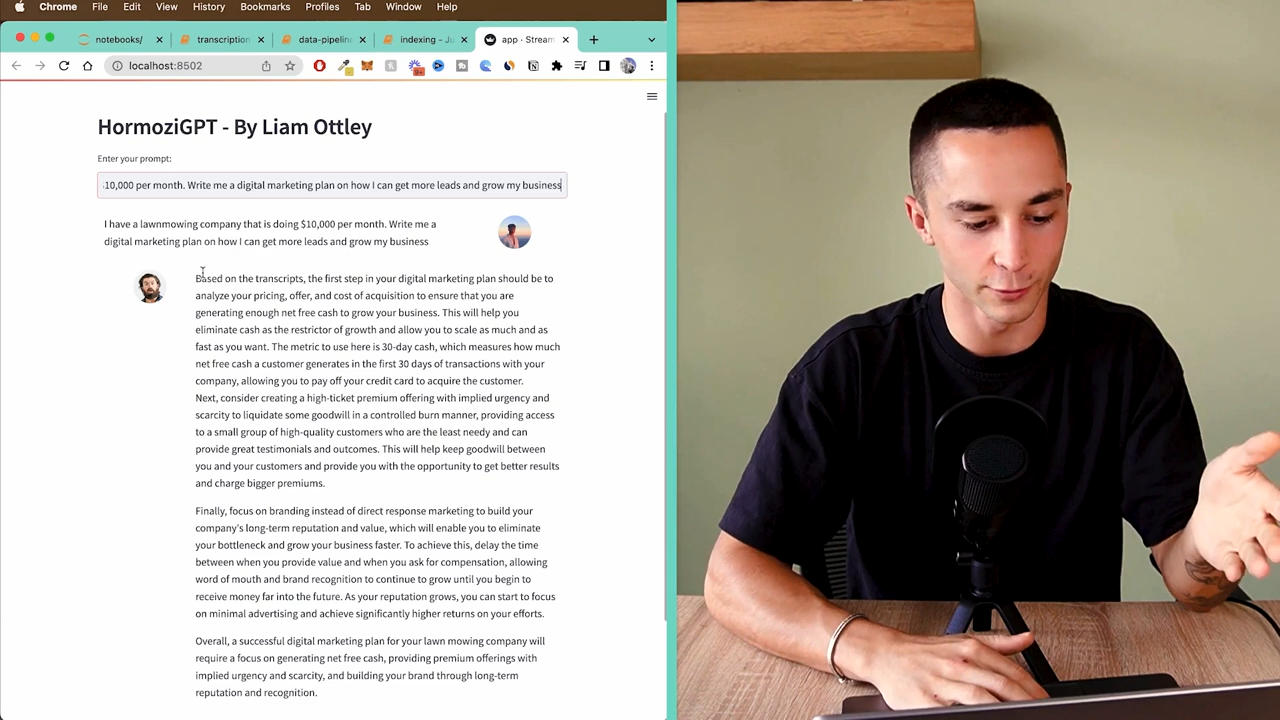 Chrome File Edit View History Bookmarks Profiles Tab Window Help
notebooks/ transcription data-pipelin indexing - Ju app · Stream
localhost:8502
HormoziGPT - By Liam Ottley
Enter your prompt:
10,000 per month. Write me a digital marketing plan on how I can get more leads and grow my business
I have a lawnmowing company that is doing $10,000 per month. Write me a
digital marketing plan on how I can get more leads and grow my business
Based on the transcripts, the first step in your digital marketing plan should be to
analyze your pricing, offer, and cost of acquisition to ensure that you are
generating enough net free cash to grow your business. This will help you
eliminate cash as the restrictor of growth and allow you to scale as much and as
fast as you want. The metric to use here is 30-day cash, which measures how much
net free cash a customer generates in the first 30 days of transactions with your
company, allowing you to pay off your credit card to acquire the customer.
Next, consider creating a high-ticket premium offering with implied urgency and
scarcity to liquidate some goodwill in a controlled burn manner, providing access
to a small group of high-quality customers who are the least needy and can
provide great testimonials and outcomes. This will help keep goodwill between
you and your customers and provide you with the opportunity to get better results
and charge bigger premiums.
Finally, focus on branding instead of direct response marketing to build your
company's long-term reputation and value, which will enable you to eliminate
your bottleneck and grow your business faster. To achieve this, delay the time
between when you provide value and when you ask for compensation, allowing
word of mouth and brand recognition to continue to grow until you begin to
receive money far into the future. As your reputation grows, you can start to focus
on minimal advertising and achieve significantly higher returns on your efforts.
Overall, a successful digital marketing plan for your lawn mowing company will
require a focus on generating net free cash, providing premium offerings with
implied urgency and scarcity, and building your brand through long-term
reputation and recognition.